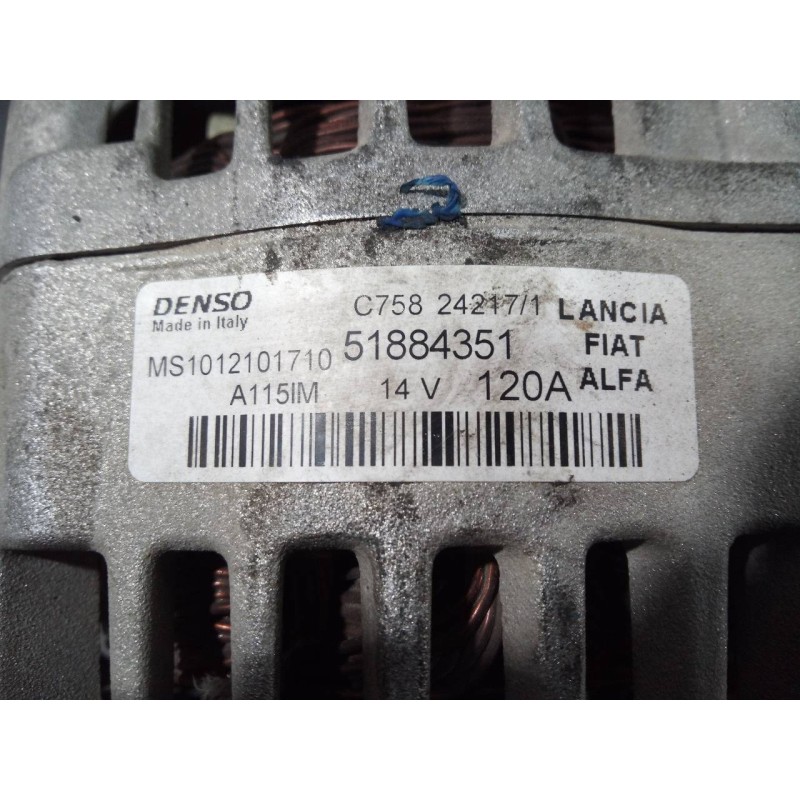 DENSO
Made in Italy
C758 24217/1
LANCIA
FIAT
ALFA
MS1012101710
51884351
A115IM
14 V
120A